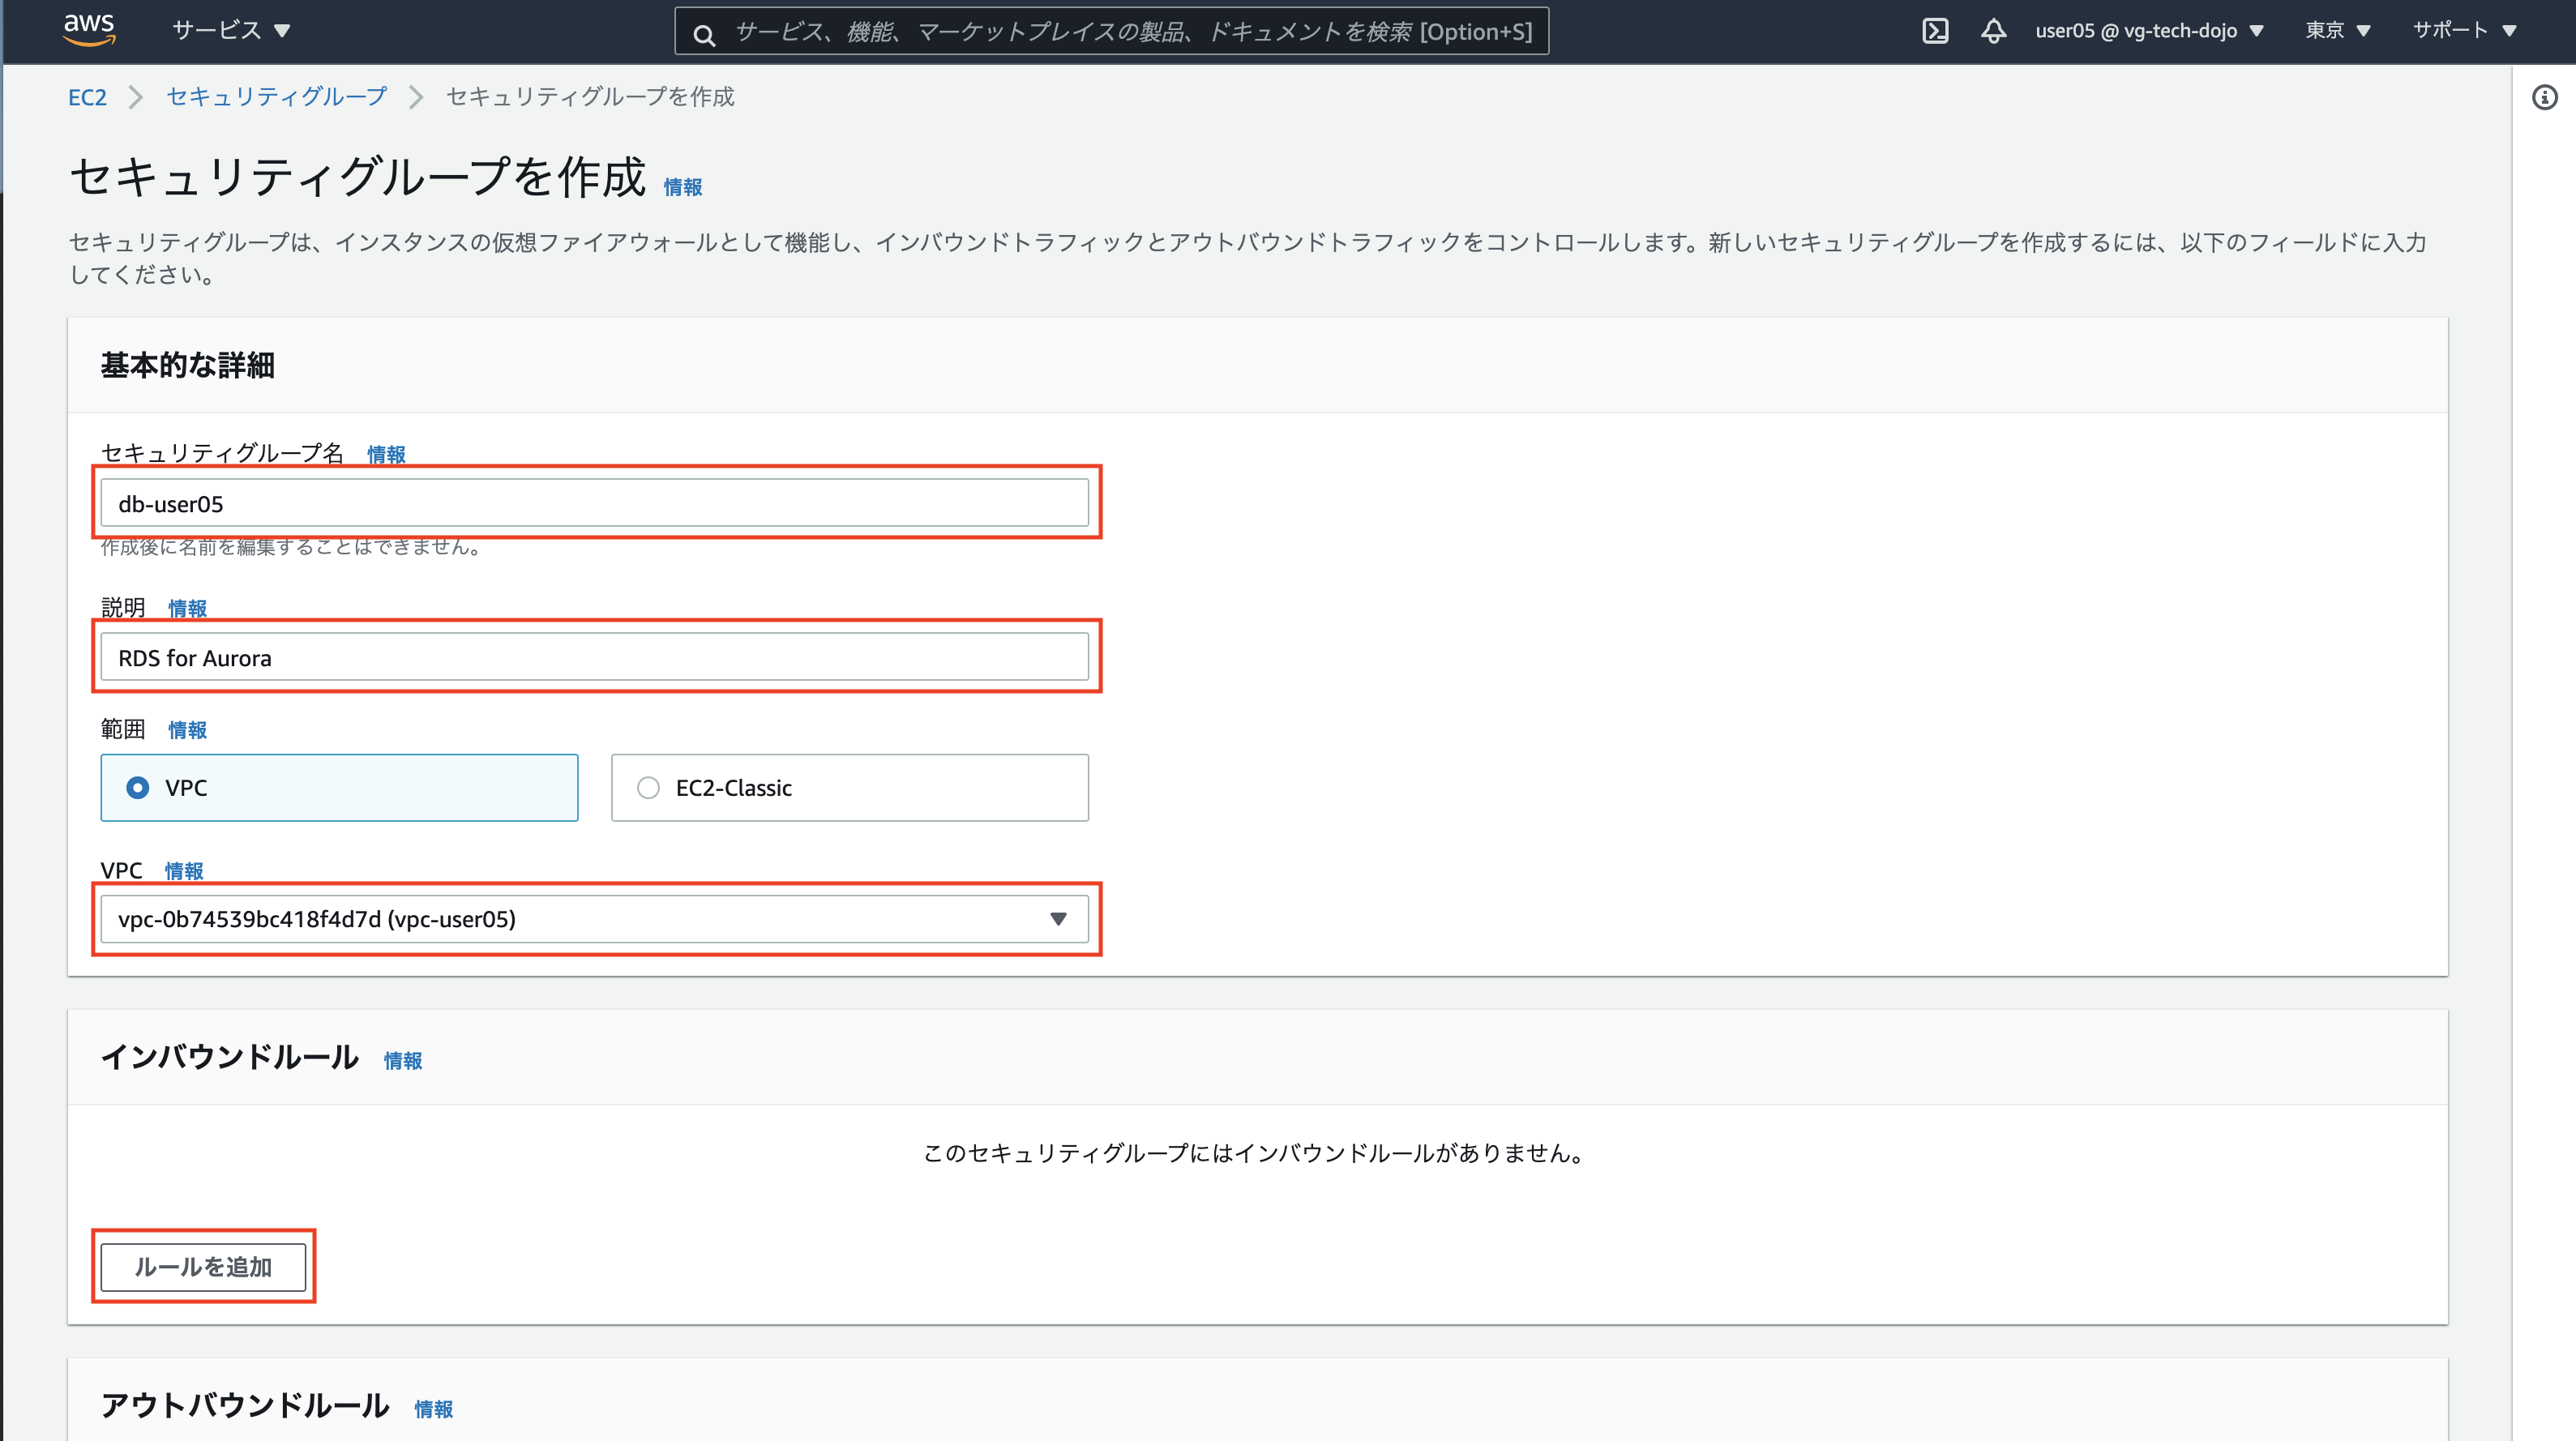 aws サービス ▼ サービス、機能、マーケットプレイスの製品、ドキュメントを検索 [Option+S] user05 @ vg-tech-dojo ▼ 東京 ▼ サポート ▼
EC2 > セキュリティグループ > セキュリティグループを作成
セキュリティグループを作成 情報
セキュリティグループは、インスタンスの仮想ファイアウォールとして機能し、インバウンドトラフィックとアウトバウンドトラフィックをコントロールします。新しいセキュリティグループを作成するには、以下のフィールドに入力
してください。
基本的な詳細
セキュリティグループ名 情報
db-user05
作成後に名前を編集することはできません。
説明 情報
RDS for Aurora
範囲 情報
VPC EC2-Classic
VPC 情報
vpc-0b74539bc418f4d7d (vpc-user05)
インバウンドルール 情報
このセキュリティグループにはインバウンドルールがありません。
ルールを追加
アウトバウンドルール 情報